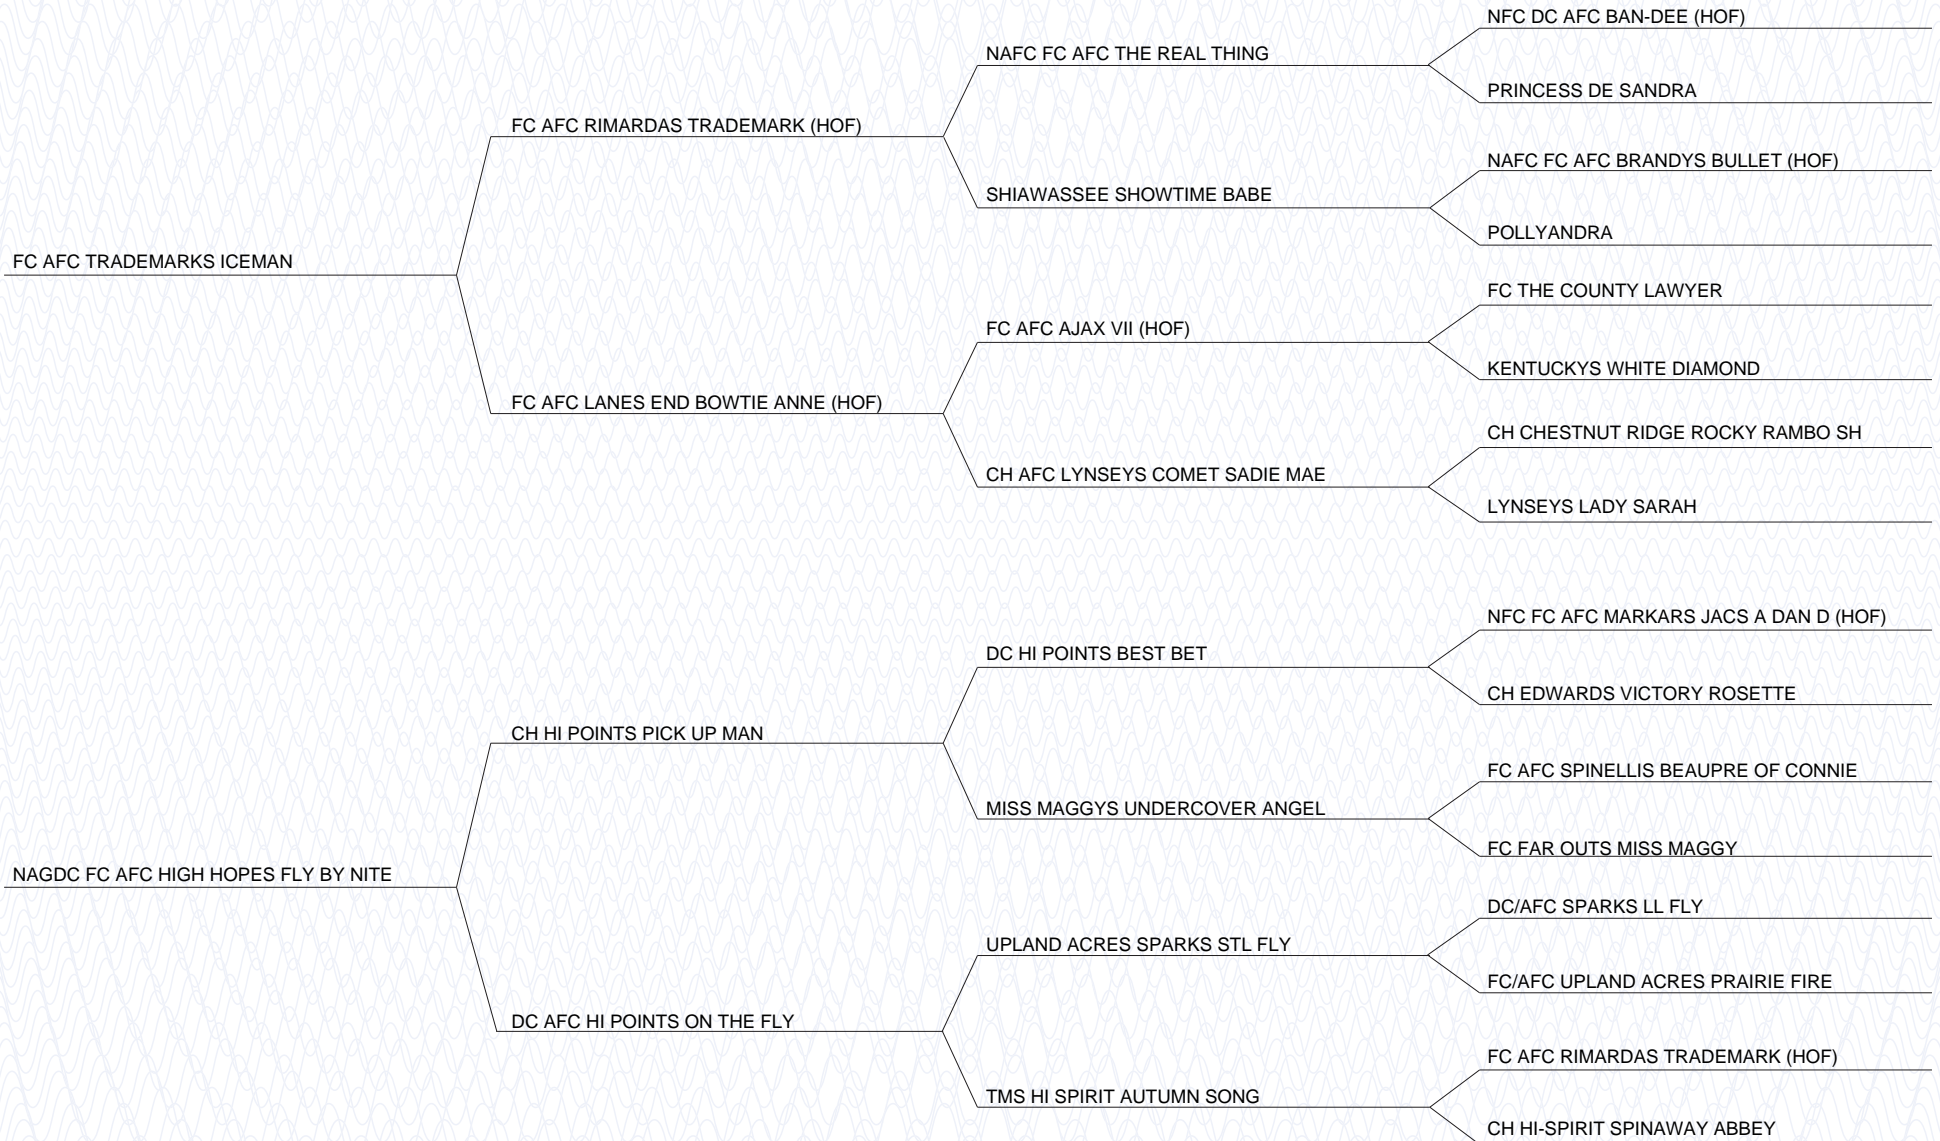 NFC DC AFC BAN-DEE (HOF)
NAFC FC AFC THE REAL THING
PRINCESS DE SANDRA
FC AFC RIMARDAS TRADEMARK (HOF)
NAFC FC AFC BRANDYS BULLET (HOF)
SHIAWASSEE SHOWTIME BABE
POLLYANDRA
FC AFC TRADEMARKS ICEMAN
FC THE COUNTY LAWYER
FC AFC AJAX VII (HOF)
KENTUCKYS WHITE DIAMOND
FC AFC LANES END BOWTIE ANNE (HOF)
CH CHESTNUT RIDGE ROCKY RAMBO SH
CH AFC LYNSEYS COMET SADIE MAE
LYNSEYS LADY SARAH
NFC FC AFC MARKARS JACS A DAN D (HOF)
DC HI POINTS BEST BET
CH EDWARDS VICTORY ROSETTE
CH HI POINTS PICK UP MAN
FC AFC SPINELLIS BEAUPRE OF CONNIE
MISS MAGGYS UNDERCOVER ANGEL
FC FAR OUTS MISS MAGGY
NAGDC FC AFC HIGH HOPES FLY BY NITE
DC/AFC SPARKS LL FLY
UPLAND ACRES SPARKS STL FLY
FC/AFC UPLAND ACRES PRAIRIE FIRE
DC AFC HI POINTS ON THE FLY
FC AFC RIMARDAS TRADEMARK (HOF)
TMS HI SPIRIT AUTUMN SONG
CH HI-SPIRIT SPINAWAY ABBEY